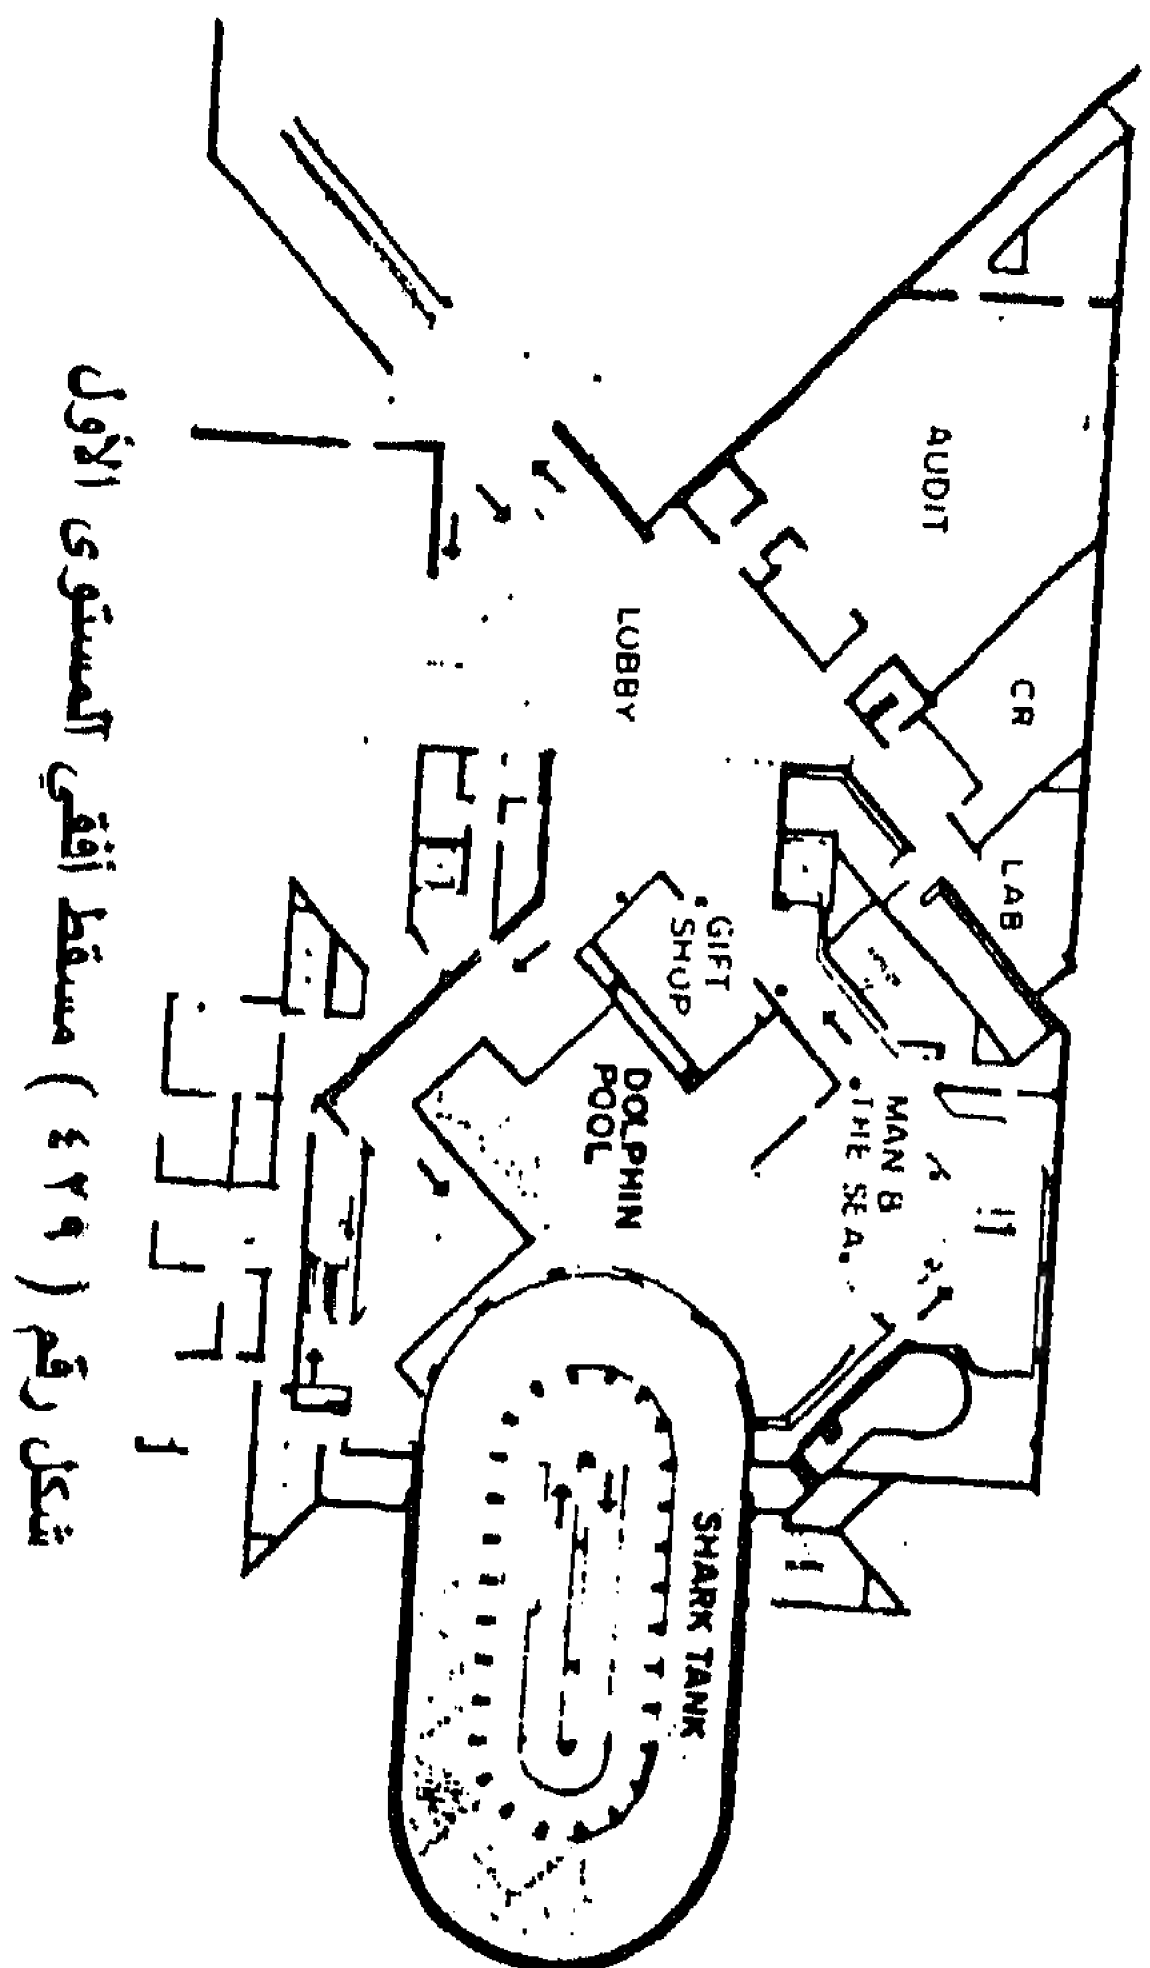 AUDIT
CR
LAB
LOBBY
GIFT
SHOP
MAN &
THE SEA.
DOLPHIN
POOL
SHARK TANK
شكل رقم ( ٤٢٩ ) مسقط أفقي المستوى الأول